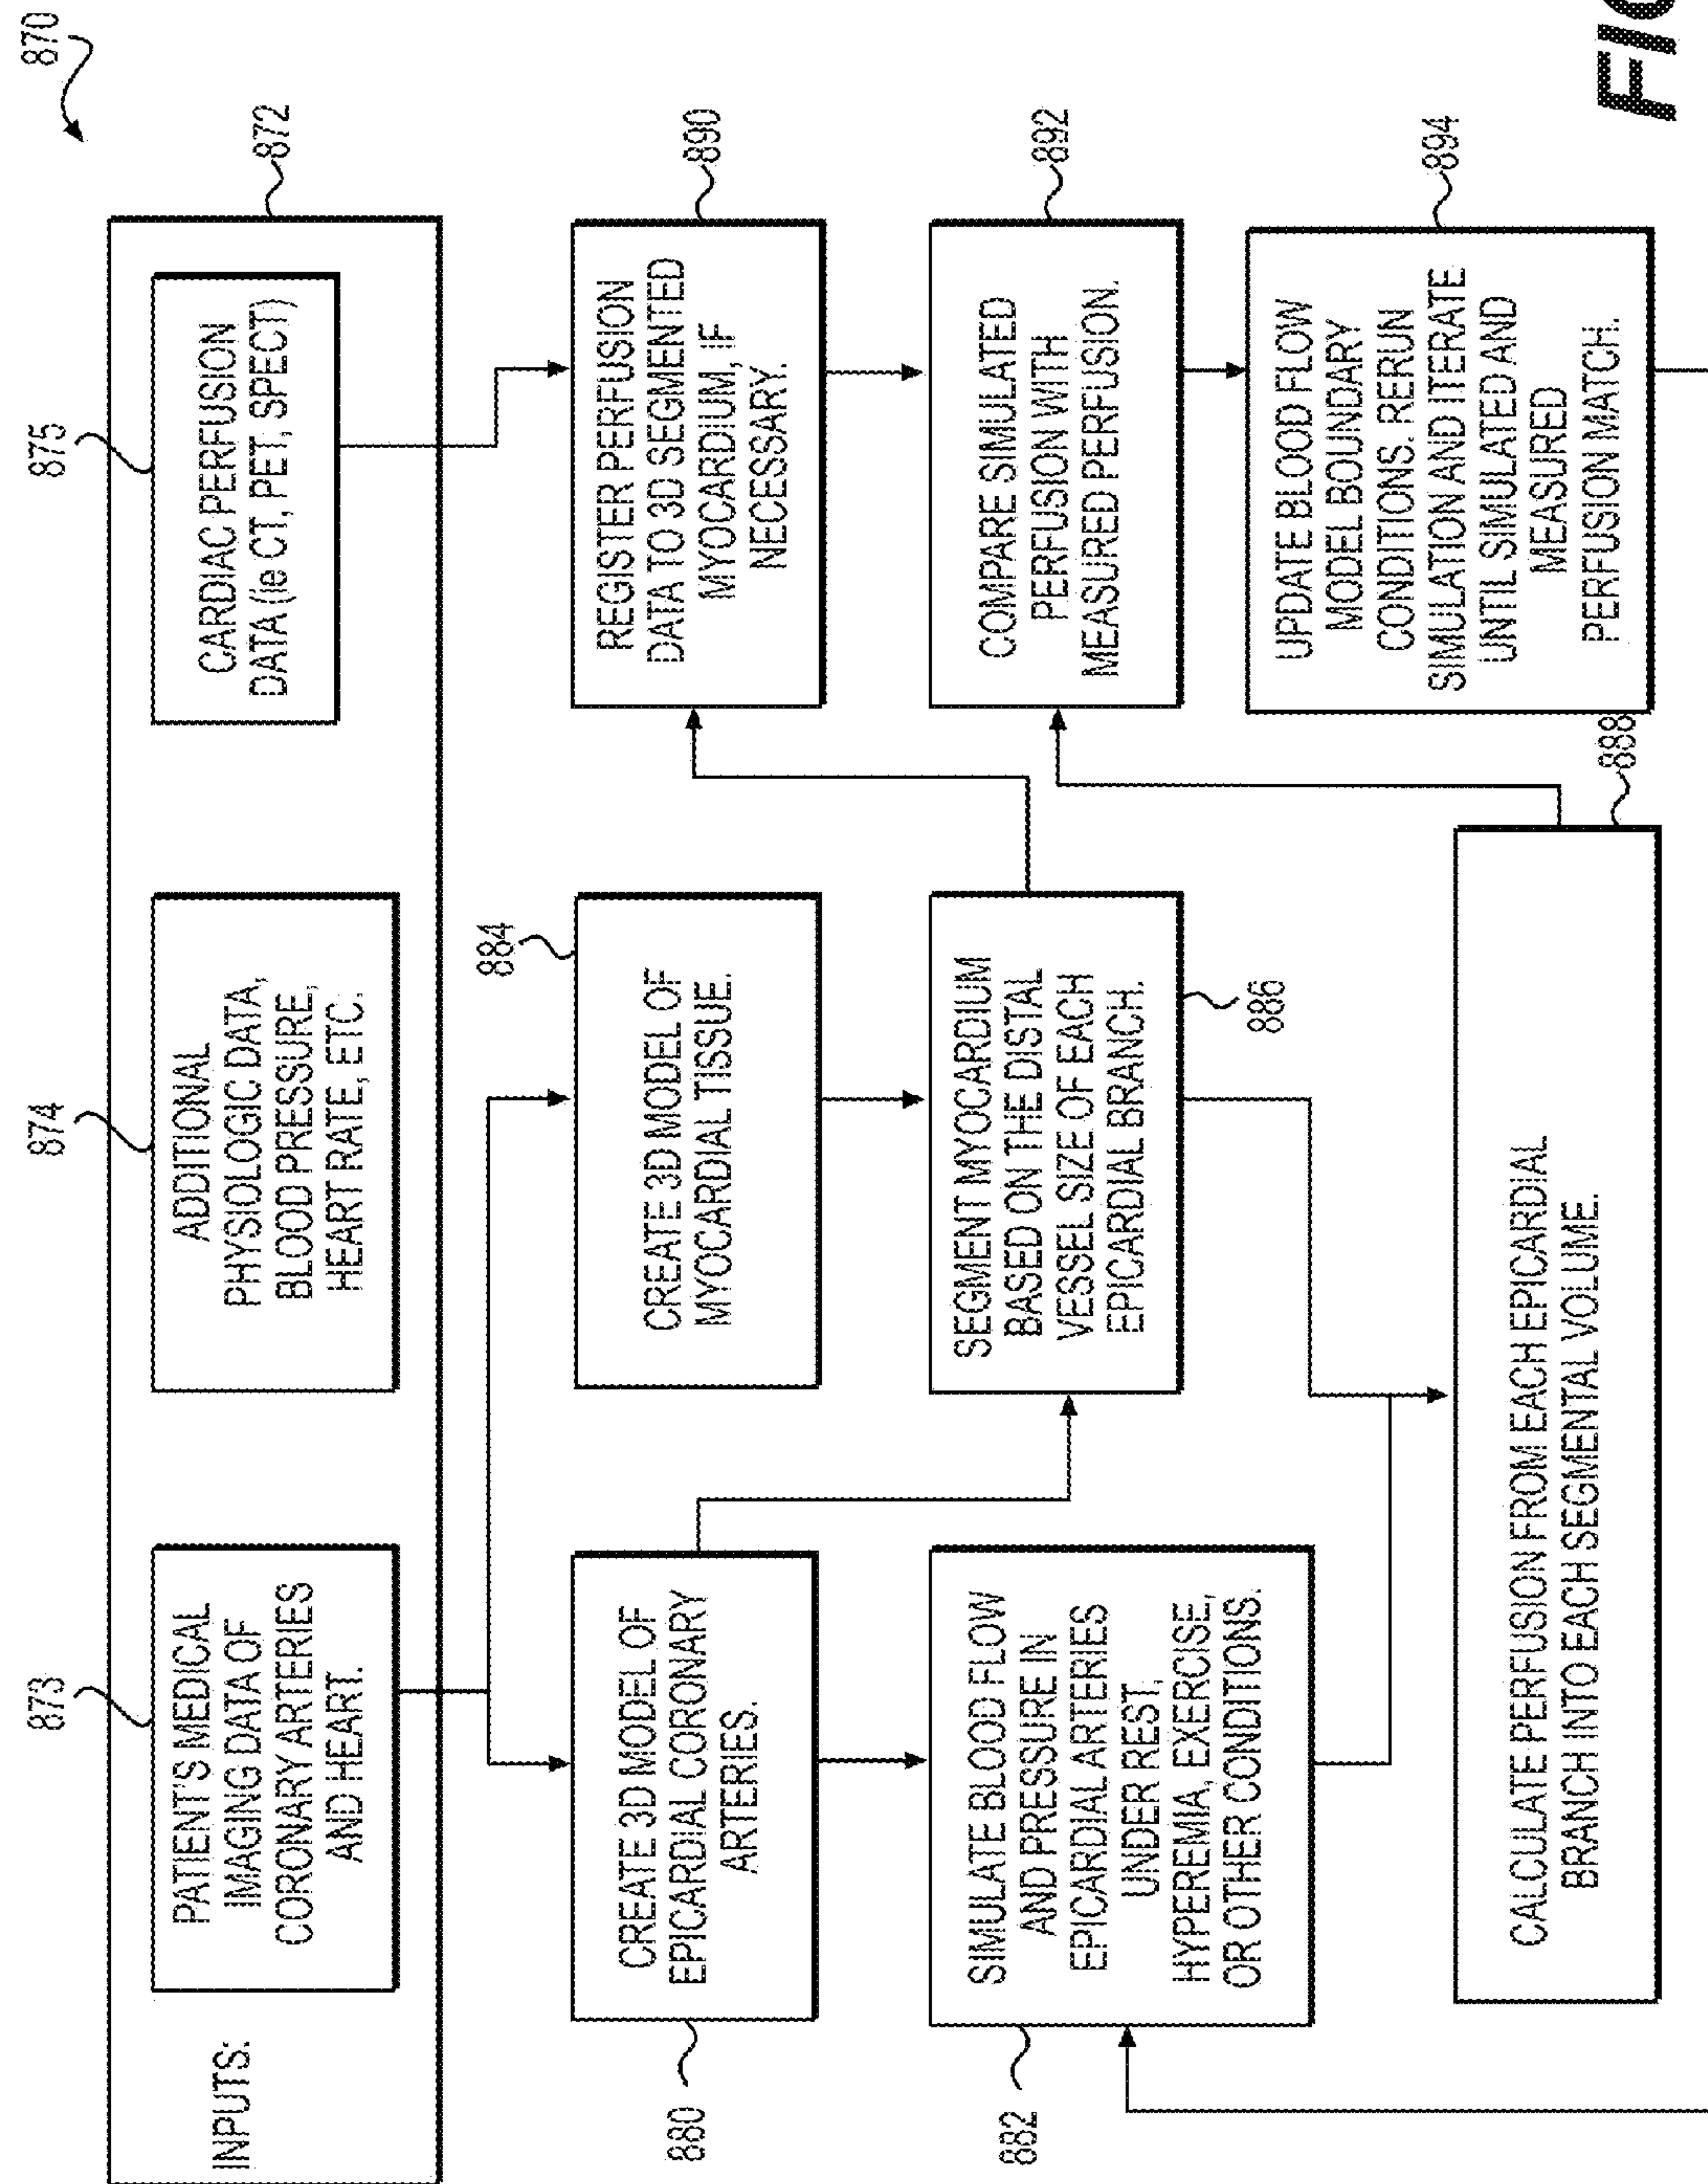 870
INPUTS:
872
873
PATIENT'S MEDICAL
IMAGING DATA OF
CORONARY ARTERIES
AND HEART.
874
ADDITIONAL
PHYSIOLOGIC DATA,
BLOOD PRESSURE,
HEART RATE, ETC.
875
CARDIAC PERFUSION
DATA (ie CT, PET, SPECT)
880
CREATE 3D MODEL OF
EPICARDIAL CORONARY
ARTERIES.
884
CREATE 3D MODEL OF
MYOCARDIAL TISSUE.
890
REGISTER PERFUSION
DATA TO 3D SEGMENTED
MYOCARDIUM, IF
NECESSARY.
882
SIMULATE BLOOD FLOW
AND PRESSURE IN
EPICARDIAL ARTERIES
UNDER REST,
HYPEREMIA, EXERCISE,
OR OTHER CONDITIONS.
886
SEGMENT MYOCARDIUM
BASED ON THE DISTAL
VESSEL SIZE OF EACH
EPICARDIAL BRANCH.
892
COMPARE SIMULATED
PERFUSION WITH
MEASURED PERFUSION.
894
UPDATE BLOOD FLOW
MODEL BOUNDARY
CONDITIONS. RERUN
SIMULATION AND ITERATE
UNTIL SIMULATED AND
MEASURED
PERFUSION MATCH.
888
CALCULATE PERFUSION FROM EACH EPICARDIAL
BRANCH INTO EACH SEGMENTAL VOLUME.